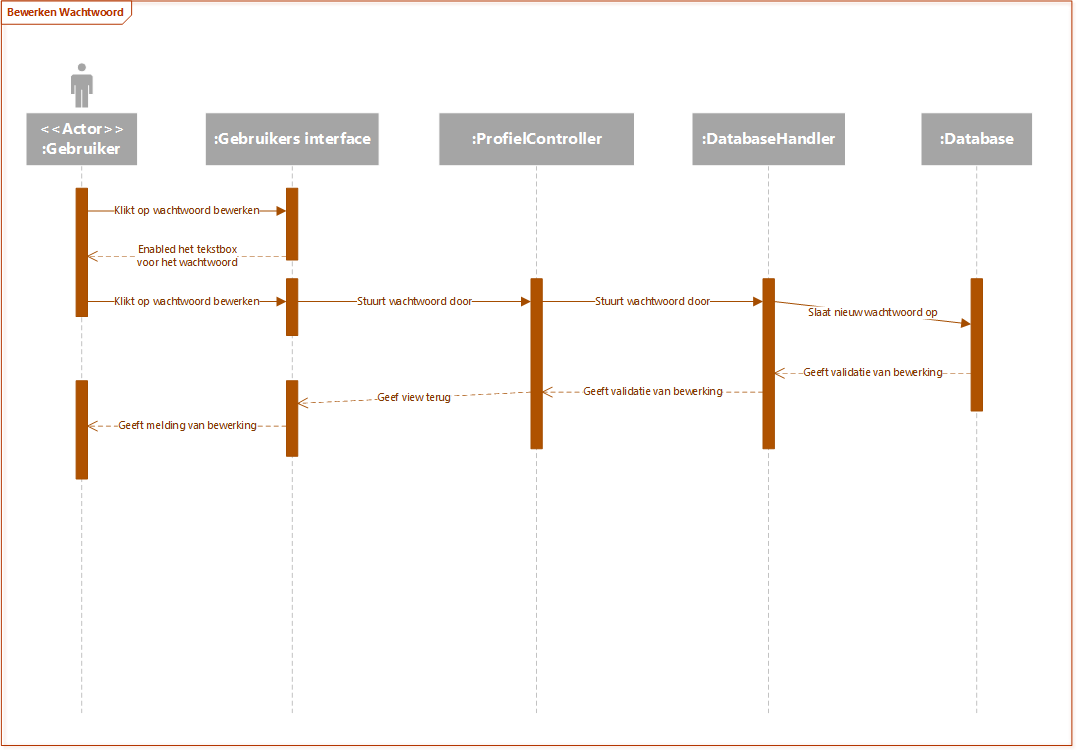 Bewerken Wachtwoord
<<Actor>>
:Gebruiker
:Gebruikers interface
:ProfielController
:DatabaseHandler
:Database
Klikt op wachtwoord bewerken
Enabled het tekstbox
voor het wachtwoord
Klikt op wachtwoord bewerken
Stuurt wachtwoord door
Stuurt wachtwoord door
Slaat nieuw wachtwoord op
Geeft validatie van bewerking
Geeft validatie van bewerking
Geef view terug
Geeft melding van bewerking